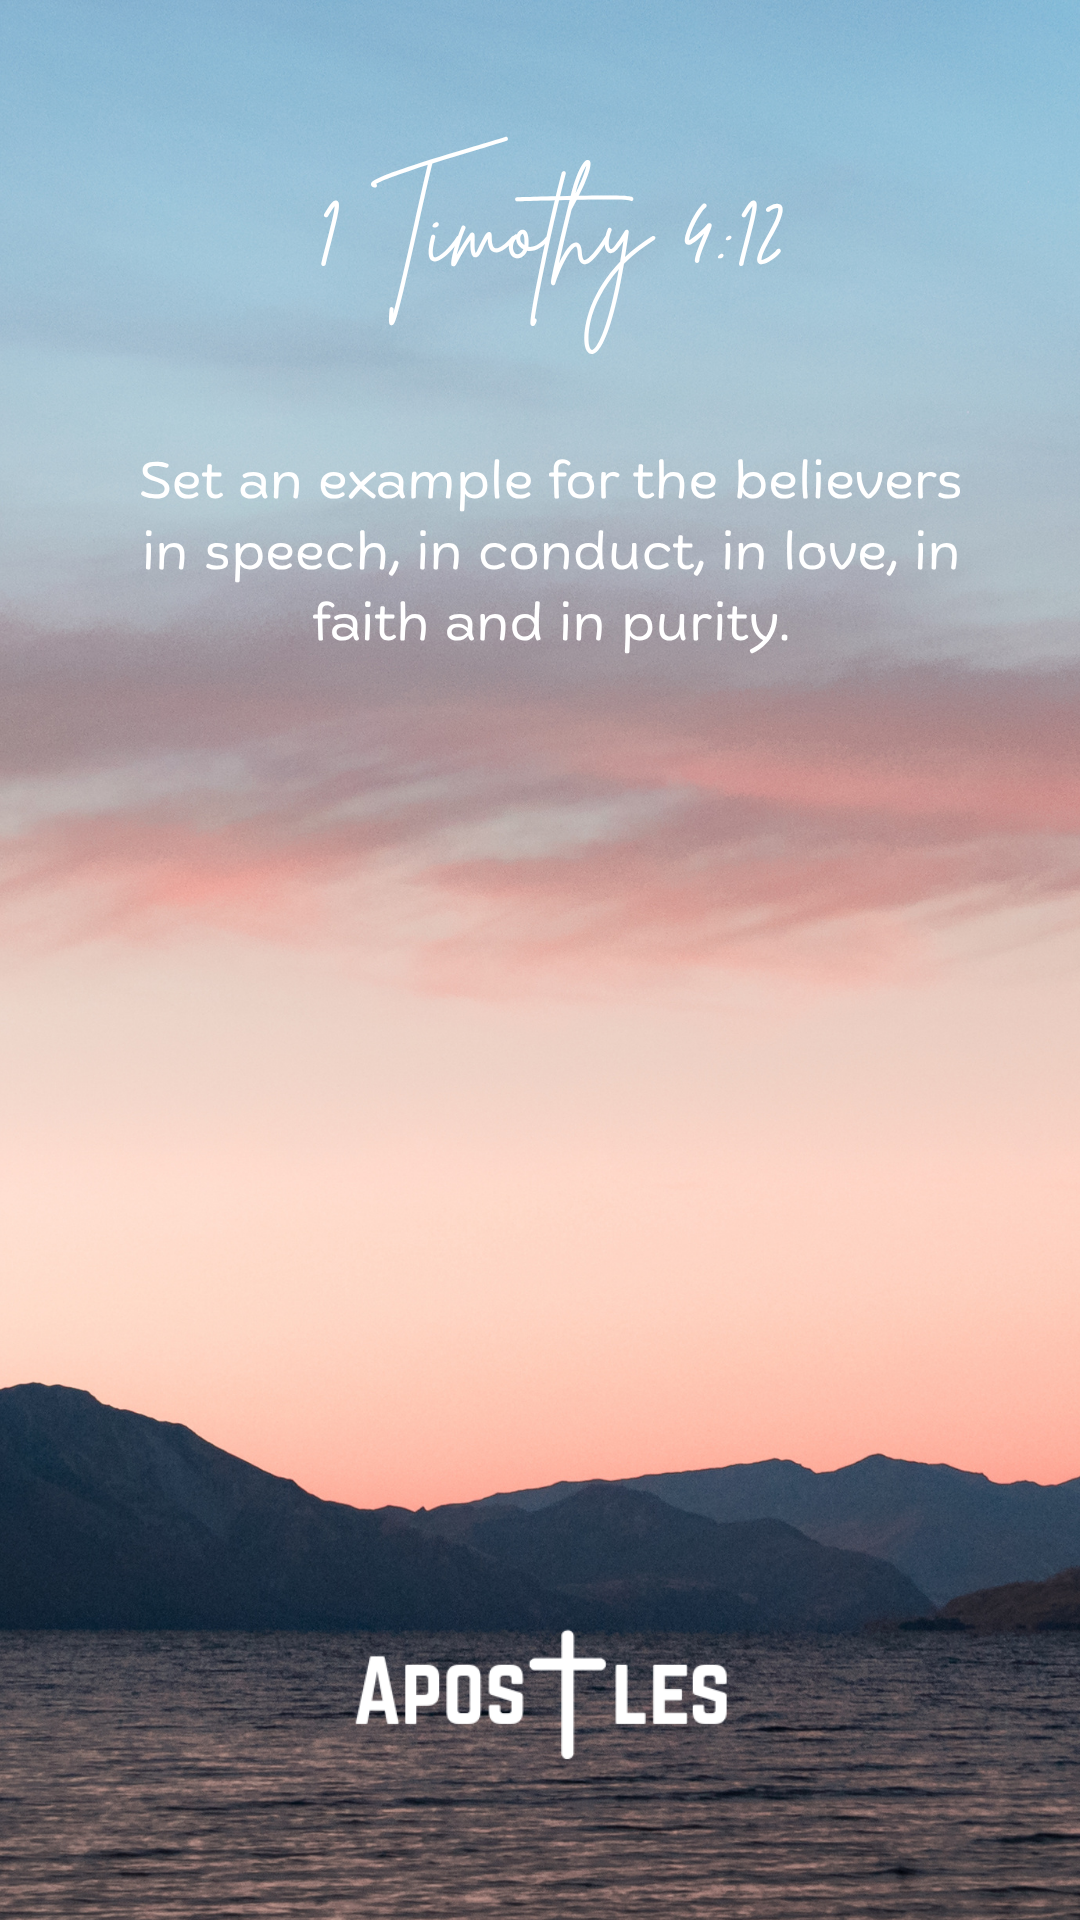 1 Timothy 4:12
Set an example for the believers
in speech, in conduct, in love, in
faith and in purity.
APOSTLES